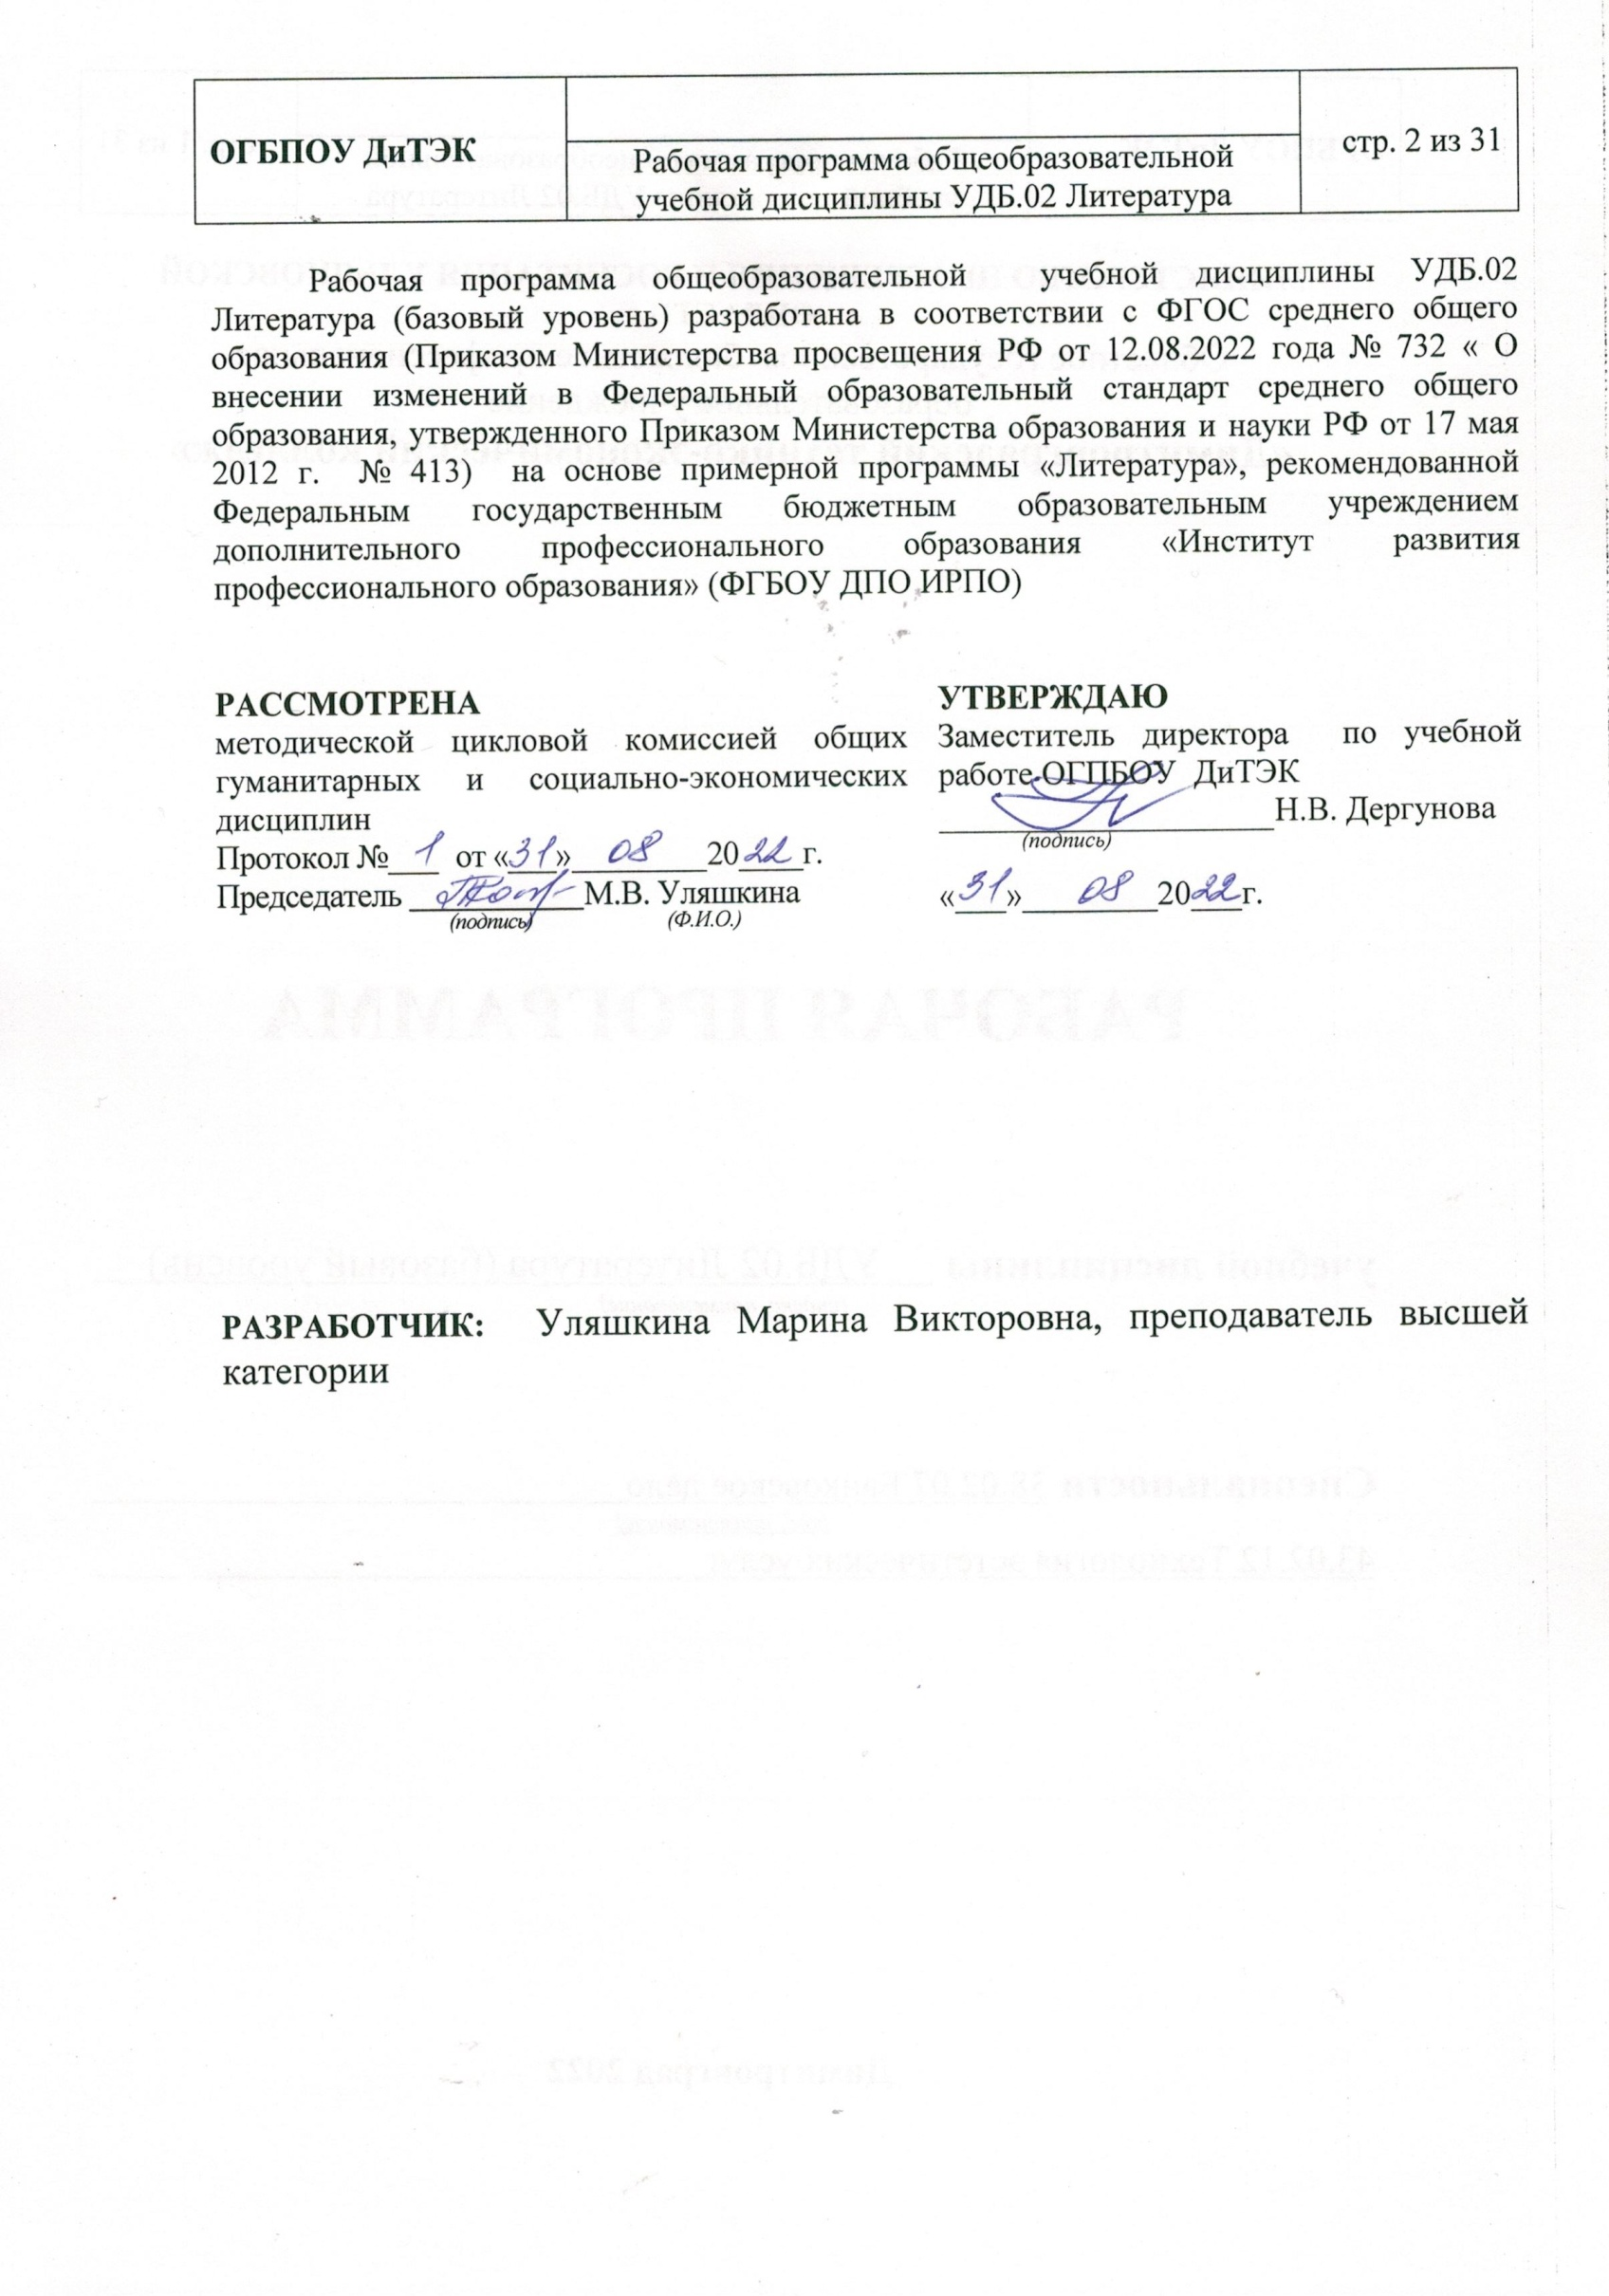 ОГБПОУ ДиТЭК
Рабочая программа общеобразовательной
учебной дисциплины УДБ.02 Литература
стр. 2 из 31
Рабочая программа общеобразовательной учебной дисциплины УДБ.02
Литература (базовый уровень) разработана в соответствии с ФГОС среднего общего
образования (Приказом Министерства просвещения РФ от 12.08.2022 года № 732 « О
внесении изменений в Федеральный образовательный стандарт среднего общего
образования, утвержденного Приказом Министерства образования и науки РФ от 17 мая
2012 г. № 413) на основе примерной программы «Литература», рекомендованной
Федеральным государственным бюджетным образовательным учреждением
дополнительного профессионального образования «Институт развития
профессионального образования» (ФГБОУ ДПО ИРПО)
РАССМОТРЕНА
методической цикловой комиссией общих
гуманитарных и социально-экономических
дисциплин
Протокол № 1 от «31» 08 2022 г.
Председатель М.В. Уляшкина
(подпись) (Ф.И.О.)
УТВЕРЖДАЮ
Заместитель директора по учебной
работе ОГПБОУ ДиТЭК
Н.В. Дергунова
(подпись)
«31» 08 2022г.
РАЗРАБОТЧИК: Уляшкина Марина Викторовна, преподаватель высшей
категории